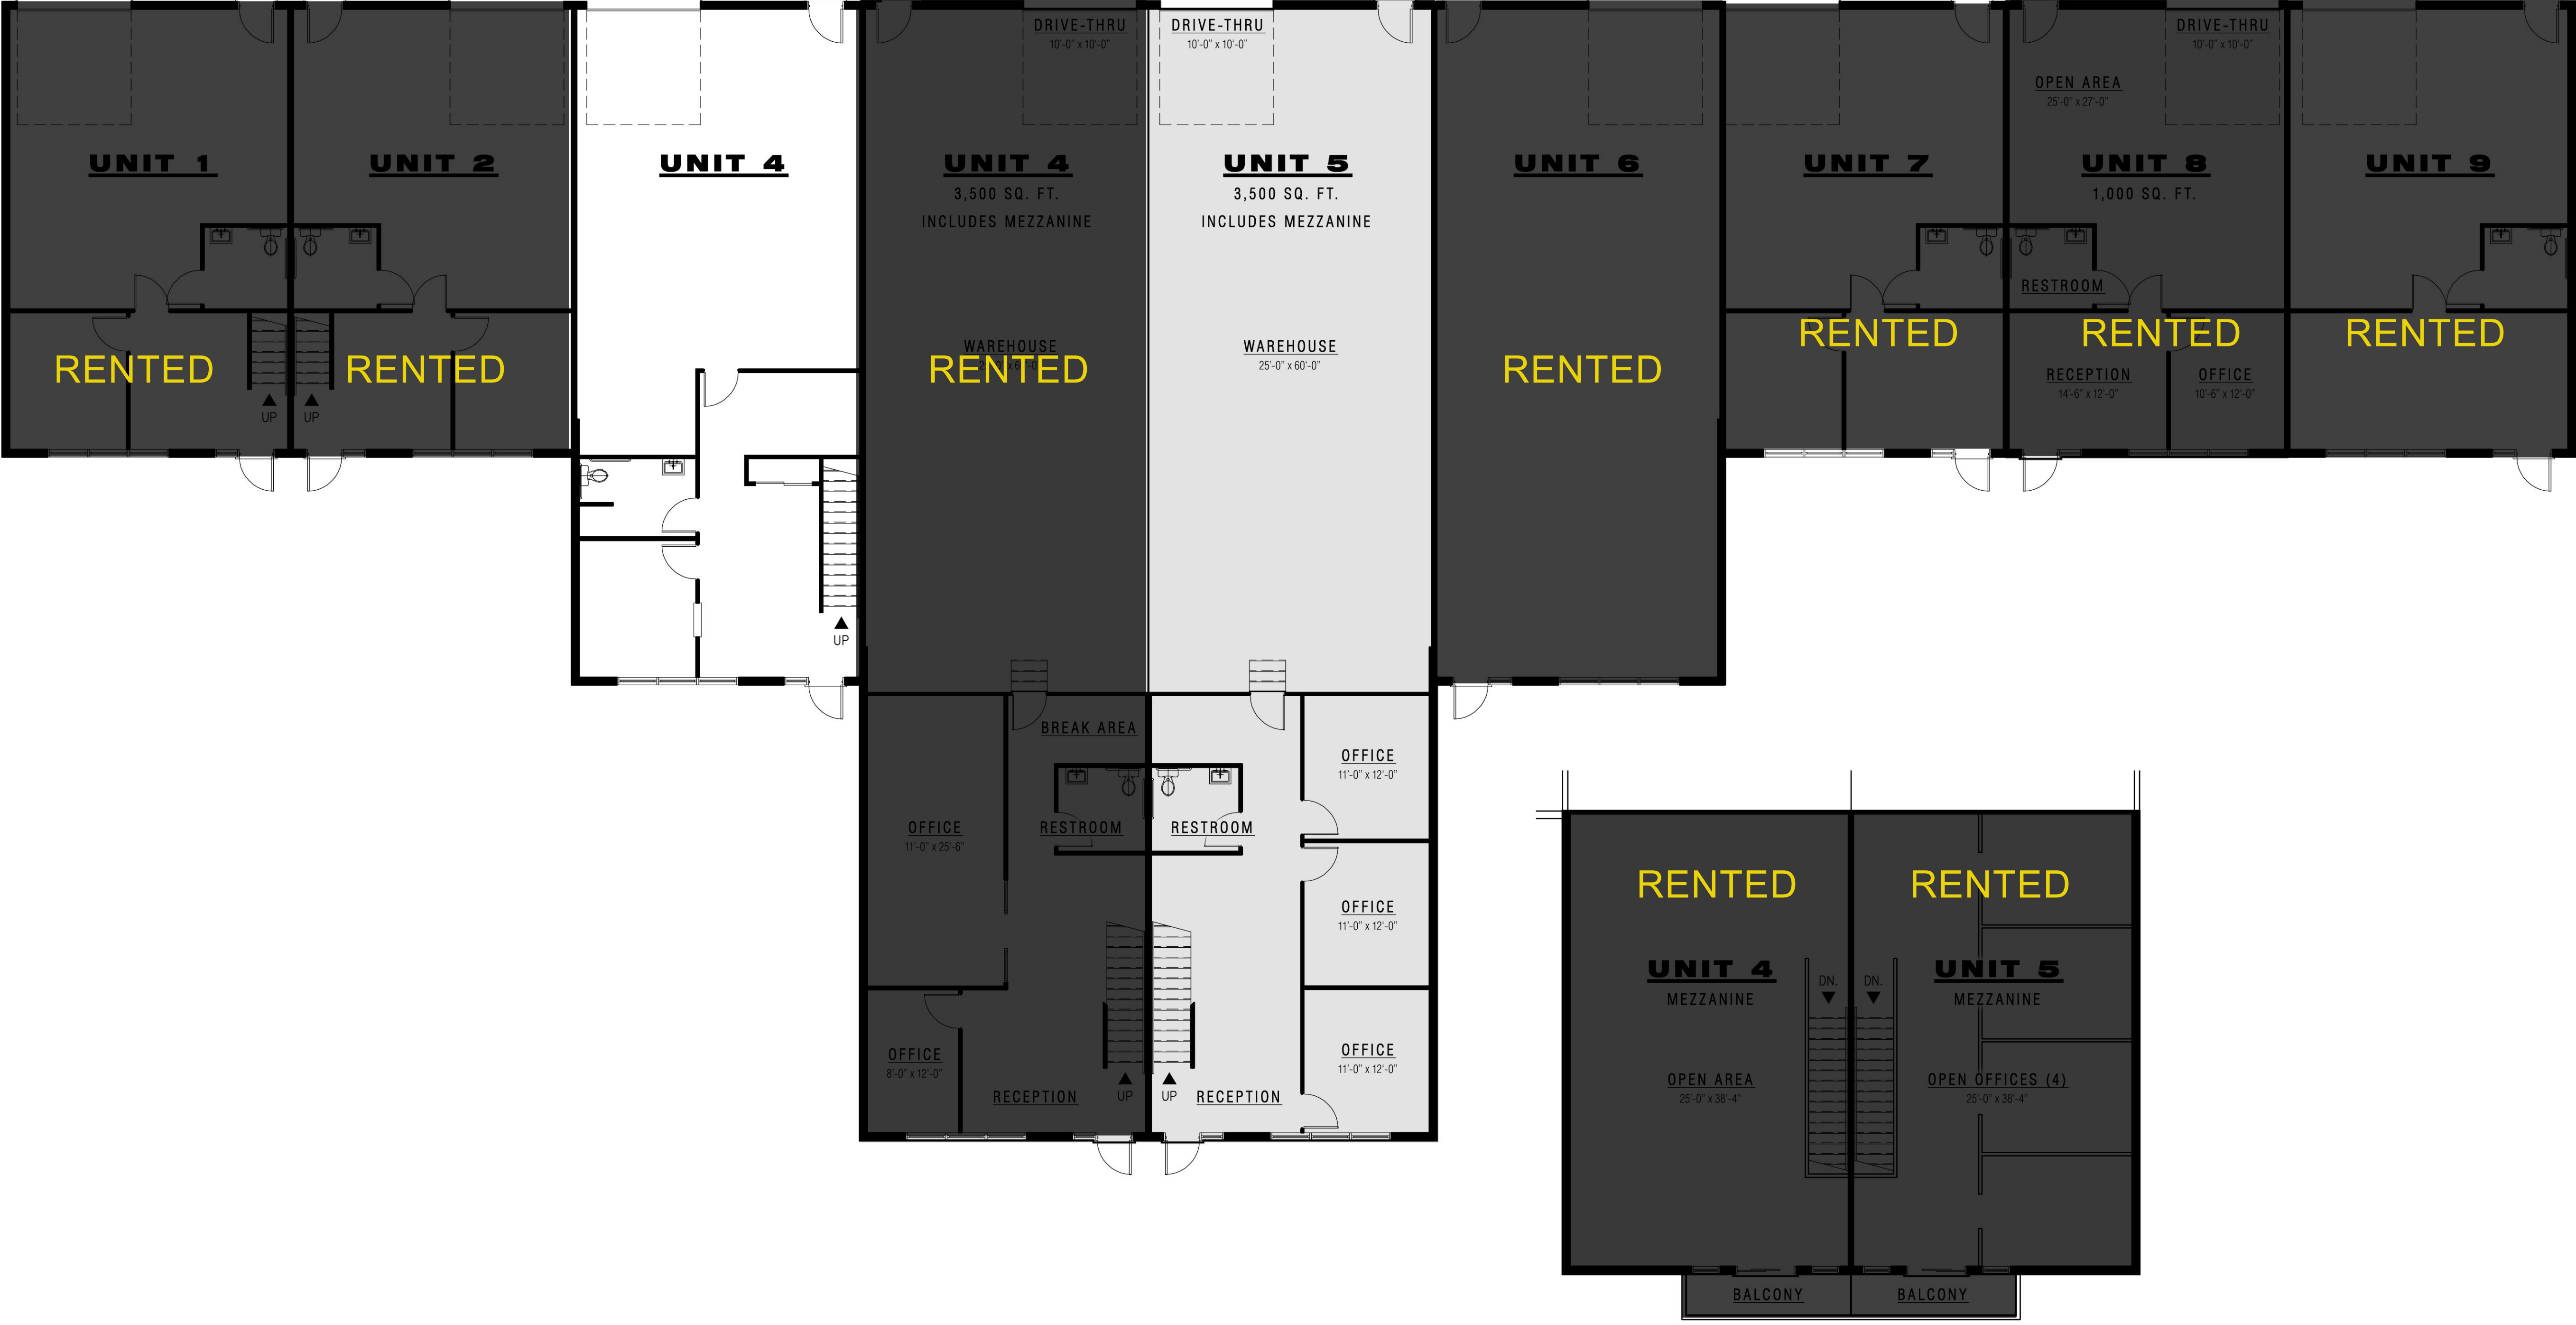 DRIVE-THRU
10'-0" x 10'-0"
DRIVE-THRU
10'-0" x 10'-0"
DRIVE-THRU
10'-0" x 10'-0"
OPEN AREA
25'-0" x 27'-0"
UNIT 1
UNIT 2
UNIT 4
UNIT 4
3,500 SQ. FT.
INCLUDES MEZZANINE
UNIT 5
3,500 SQ. FT.
INCLUDES MEZZANINE
UNIT 6
UNIT 7
UNIT 8
1,000 SQ. FT.
UNIT 9
RESTROOM
RENTED
RENTED
WAREHOUSE
RENTED
WAREHOUSE
25'-0" x 60'-0"
RENTED
RENTED
RENTED
RENTED
RECEPTION
14'-6" x 12'-0"
OFFICE
10'-6" x 12'-0"
UP
UP
UP
BREAK AREA
OFFICE
11'-0" x 12'-0"
OFFICE
11'-0" x 25'-6"
RESTROOM
RESTROOM
OFFICE
11'-0" x 12'-0"
OFFICE
8'-0" x 12'-0"
OFFICE
11'-0" x 12'-0"
RECEPTION
UP
UP
RECEPTION
RENTED
RENTED
UNIT 4
MEZZANINE
DN.
DN.
UNIT 5
MEZZANINE
OPEN AREA
25'-0" x 38'-4"
OPEN OFFICES (4)
25'-0" x 38'-4"
BALCONY
BALCONY